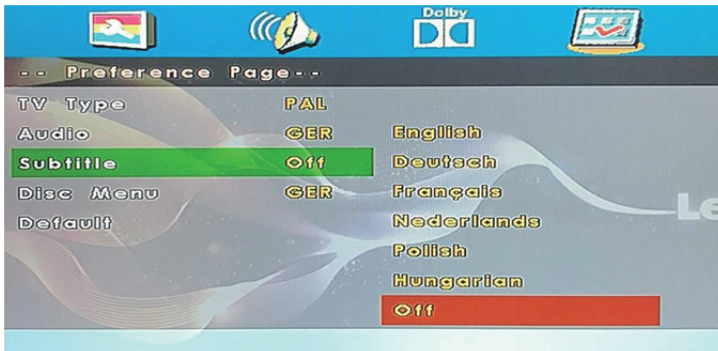 Dolby
-- Preference Page--
TV Type PAL
Audio GER English
Subtitle Off Deutsch
Disc Menu GER Français
Default Nederlands
Polish
Hungarian
Off
Le